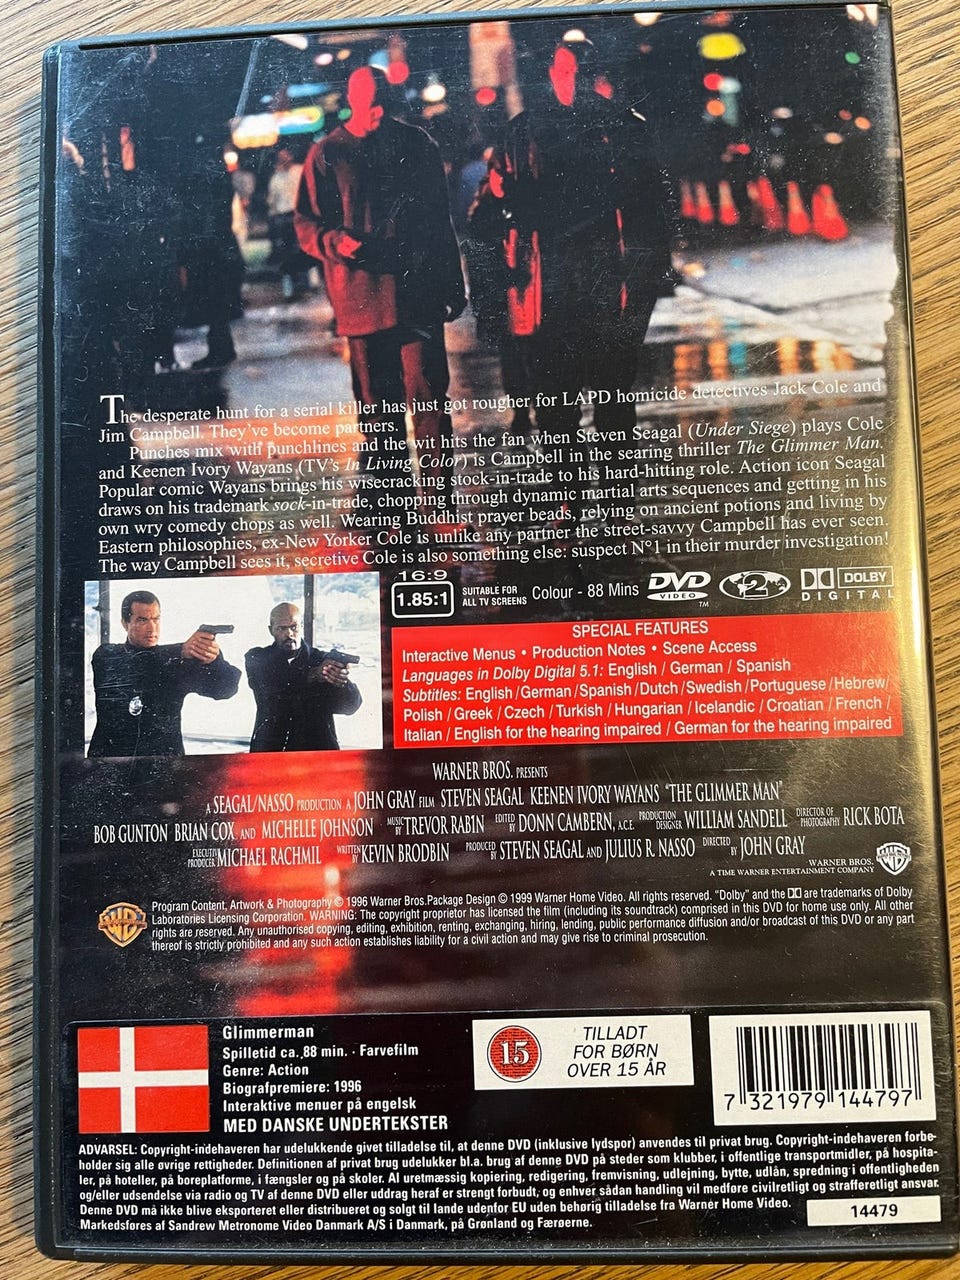 The desperate hunt for a serial killer has just got rougher for LAPD homicide detectives Jack Cole and
Jim Campbell. They've become partners.
Punches mix with punchlines and the wit hits the fan when Steven Seagal (Under Siege) plays Cole
and Keenen Ivory Wayans (TV's In Living Color) is Campbell in the searing thriller The Glimmer Man.
Popular comic Wayans brings his wisecracking stock-in-trade to his hard-hitting role. Action icon Seagal
draws on his trademark sock-in-trade, chopping through dynamic martial arts sequences and getting in his
own wry comedy chops as well. Wearing Buddhist prayer beads, relying on ancient potions and living by
Eastern philosophies, ex-New Yorker Cole is unlike any partner the street-savvy Campbell has ever seen.
The way Campbell sees it, secretive Cole is also something else: suspect N°1 in their murder investigation!
16:9
1.85:1
SUITABLE FOR
ALL TV SCREENS
Colour - 88 Mins
DVD
VIDEO
TM
2
DOLBY
DIGITAL
SPECIAL FEATURES
Interactive Menus • Production Notes • Scene Access
Languages in Dolby Digital 5.1: English / German / Spanish
Subtitles: English / German / Spanish / Dutch / Swedish / Portuguese / Hebrew/
Polish / Greek / Czech / Turkish / Hungarian / Icelandic / Croatian / French /
Italian / English for the hearing impaired / German for the hearing impaired
WARNER BROS. PRESENTS
A SEAGAL/NASSO PRODUCTION A JOHN GRAY FILM STEVEN SEAGAL KEENEN IVORY WAYANS "THE GLIMMER MAN"
BOB GUNTON BRIAN COX AND MICHELLE JOHNSON MUSIC BY TREVOR RABIN EDITED BY DONN CAMBERN, A.C.E. PRODUCTION DESIGNER WILLIAM SANDELL DIRECTOR OF PHOTOGRAPHY RICK BOTA
EXECUTIVE PRODUCER MICHAEL RACHMIL WRITTEN BY KEVIN BRODBIN PRODUCED BY STEVEN SEAGAL AND JULIUS R. NASSO DIRECTED BY JOHN GRAY
WARNER BROS.
A TIME WARNER ENTERTAINMENT COMPANY
Program Content, Artwork & Photography © 1996 Warner Bros. Package Design © 1999 Warner Home Video. All rights reserved. "Dolby" and the DD are trademarks of Dolby
Laboratories Licensing Corporation. WARNING: The copyright proprietor has licensed the film (including its soundtrack) comprised in this DVD for home use only. All other
rights are reserved. Any unauthorised copying, editing, exhibition, renting, exchanging, hiring, lending, public performance diffusion and/or broadcast of this DVD or any part
thereof is strictly prohibited and any such action establishes liability for a civil action and may give rise to criminal prosecution.
Glimmerman
Spilletid ca. 88 min. · Farvefilm
Genre: Action
Biografpremiere: 1996
Interaktive menuer på engelsk
MED DANSKE UNDERTEKSTER
15
TILLADT
FOR BØRN
OVER 15 ÅR
7 321979 144797
ADVARSEL: Copyright-indehaveren har udelukkende givet tilladelse til, at denne DVD (inklusive lydspor) anvendes til privat brug. Copyright-indehaveren forbe-
holder sig alle øvrige rettigheder. Definitionen af privat brug udelukker bl.a. brug af denne DVD på steder som klubber, i offentlige transportmidler, på hospita-
ler, på hoteller, på boreplatforme, i fængsler og på skoler. Al uretmæssig kopiering, redigering, fremvisning, udlejning, bytte, udlån, spredning i offentligheden
og/eller udsendelse via radio og TV af denne DVD eller uddrag heraf er strengt forbudt, og enhver sådan handling vil medføre civilretligt og strafferetligt ansvar.
Denne DVD må ikke blive eksporteret eller distribueret og solgt til lande udenfor EU uden behørig tilladelse fra Warner Home Video.
Markedsføres af Sandrew Metronome Video Danmark A/S i Danmark, på Grønland og Færøerne.
14479